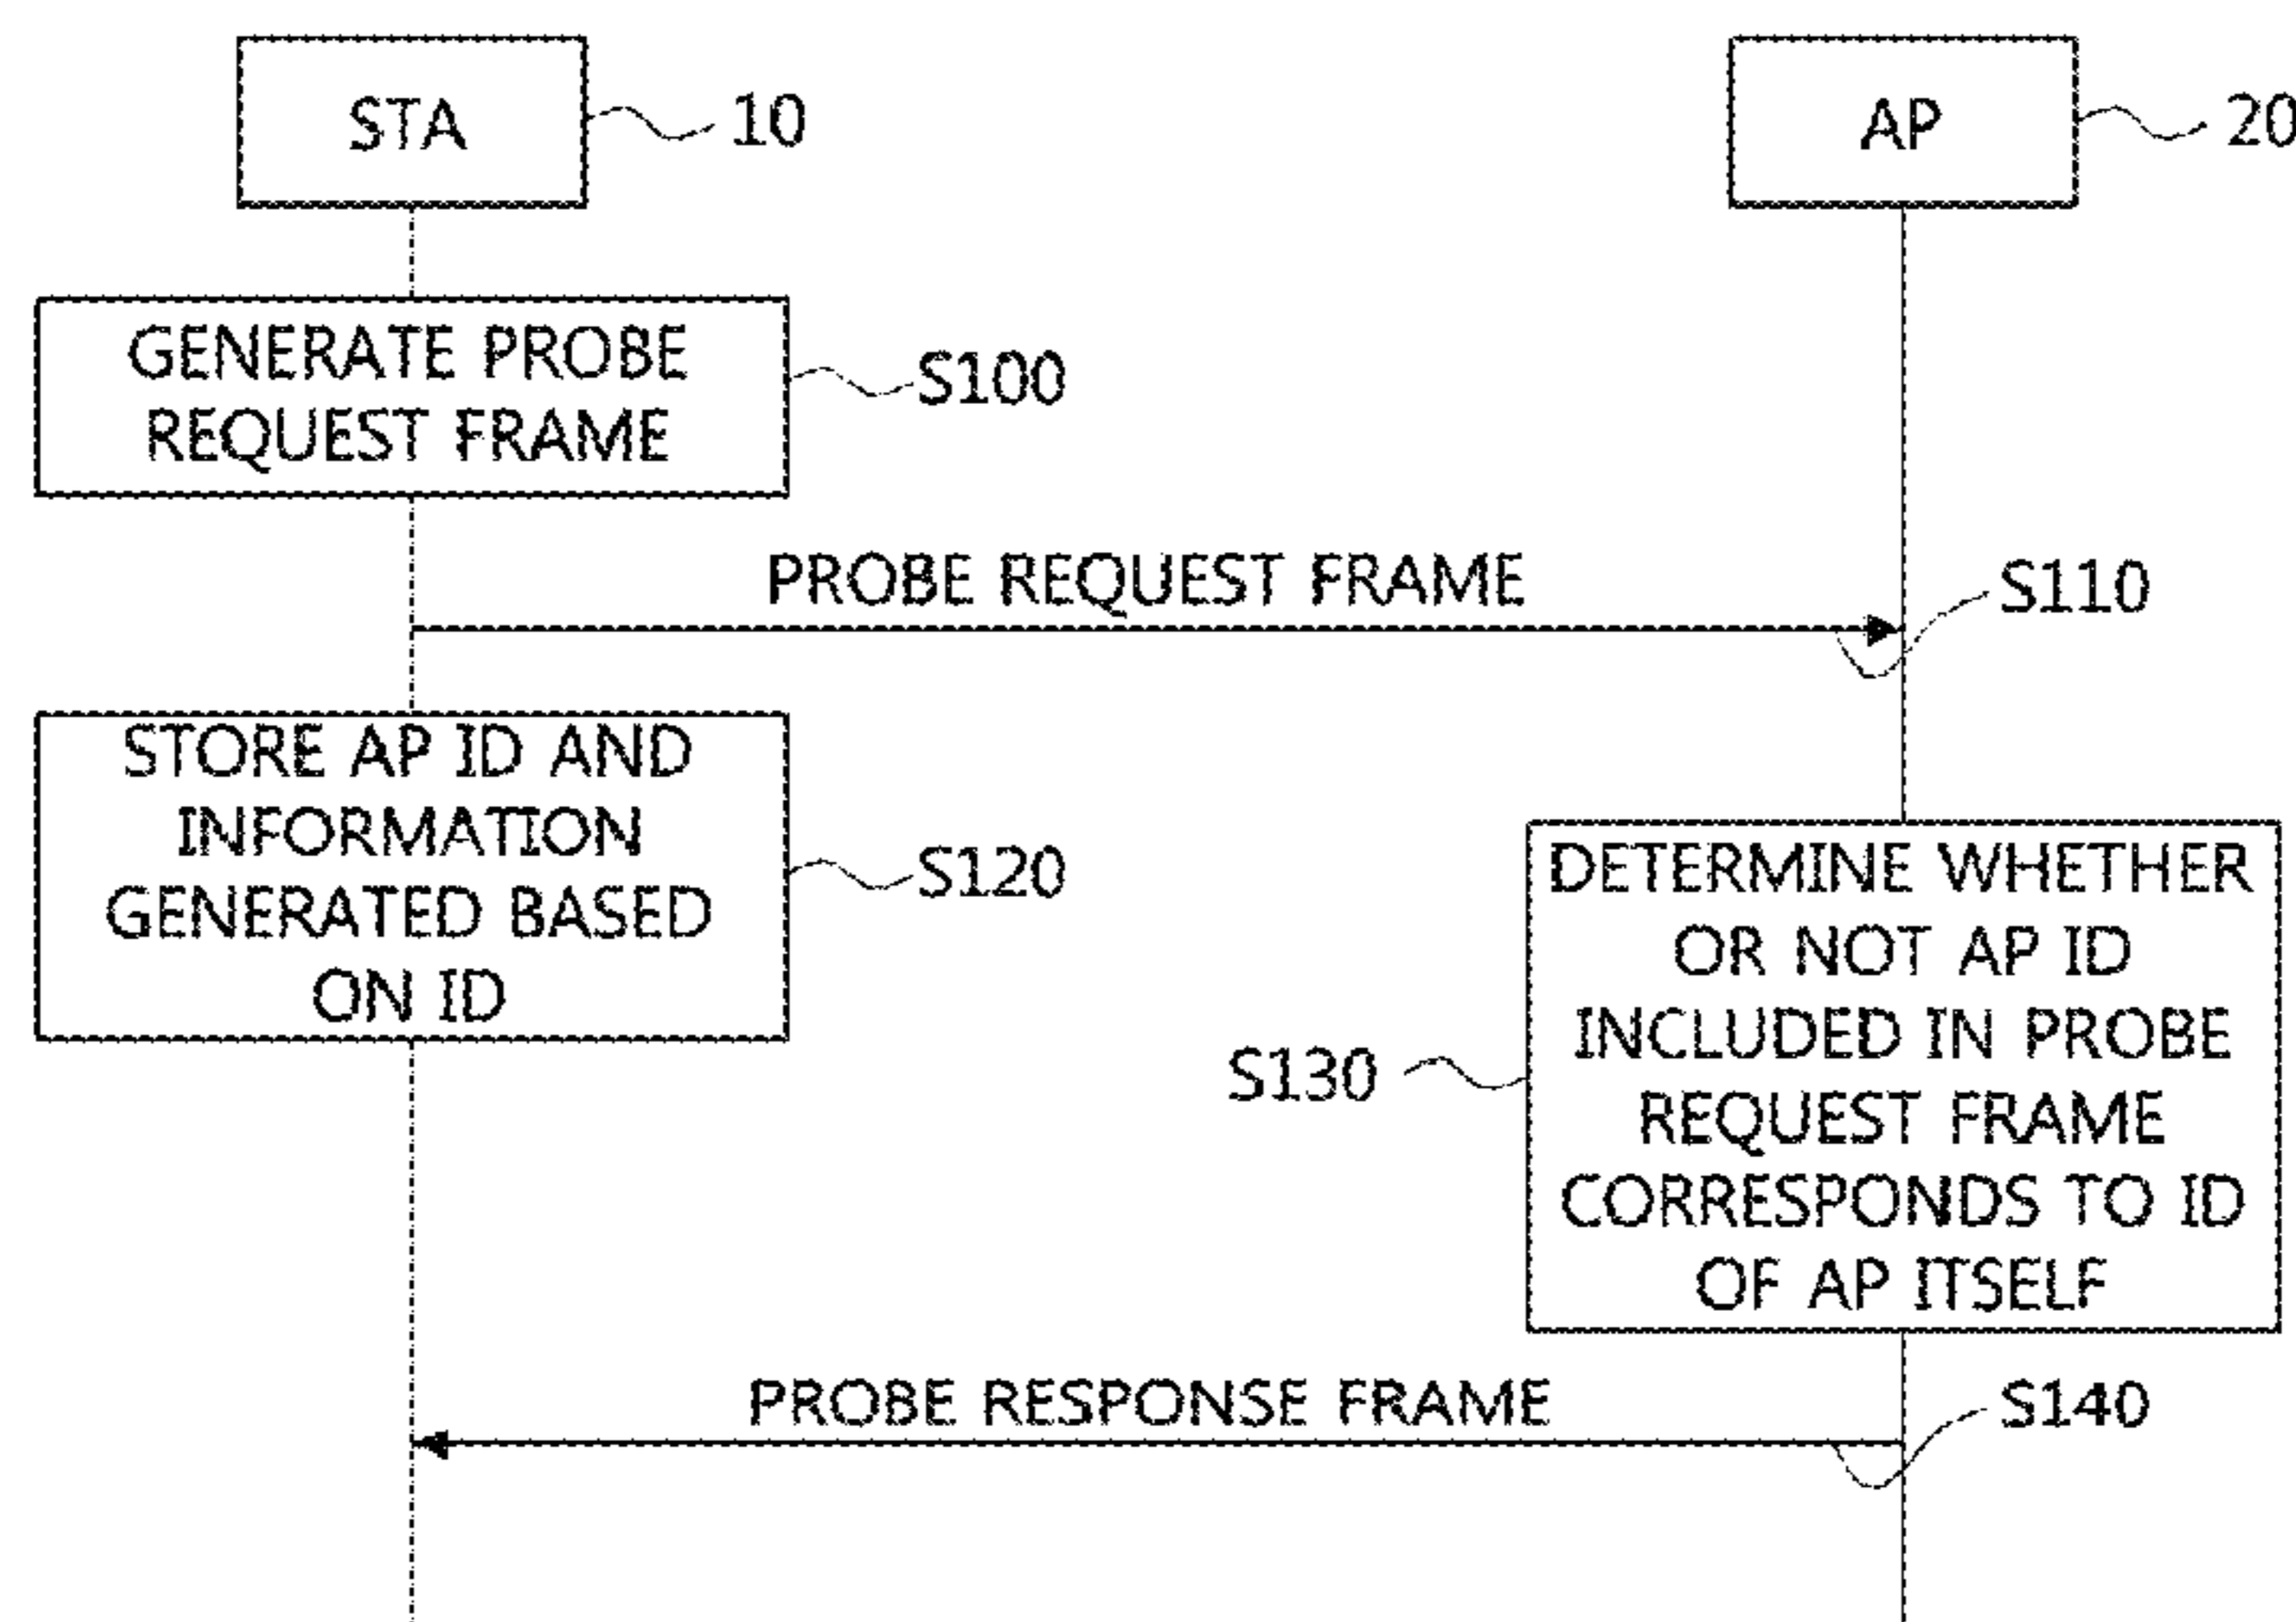 STA
10
AP
20
GENERATE PROBE
REQUEST FRAME
S100
PROBE REQUEST FRAME
S110
STORE AP ID AND
INFORMATION
GENERATED BASED
ON ID
S120
DETERMINE WHETHER
OR NOT AP ID
INCLUDED IN PROBE
REQUEST FRAME
CORRESPONDS TO ID
OF AP ITSELF
S130
PROBE RESPONSE FRAME
S140